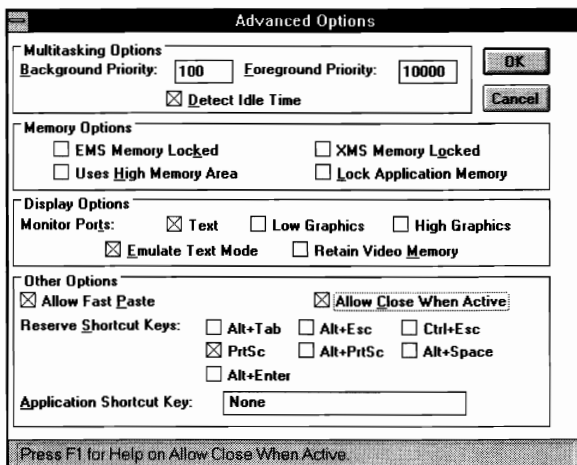 Advanced Options
Multitasking Options
Background Priority: 100 Foreground Priority: 10000
Detect Idle Time
OK
Cancel
Memory Options
EMS Memory Locked XMS Memory Locked
Uses High Memory Area Lock Application Memory
Display Options
Monitor Ports: Text Low Graphics High Graphics
Emulate Text Mode Retain Video Memory
Other Options
Allow Fast Paste Allow Close When Active
Reserve Shortcut Keys: Alt+Tab Alt+Esc Ctrl+Esc
PrtSc Alt+PrtSc Alt+Space
Alt+Enter
Application Shortcut Key: None
Press F1 for Help on Allow Close When Active.